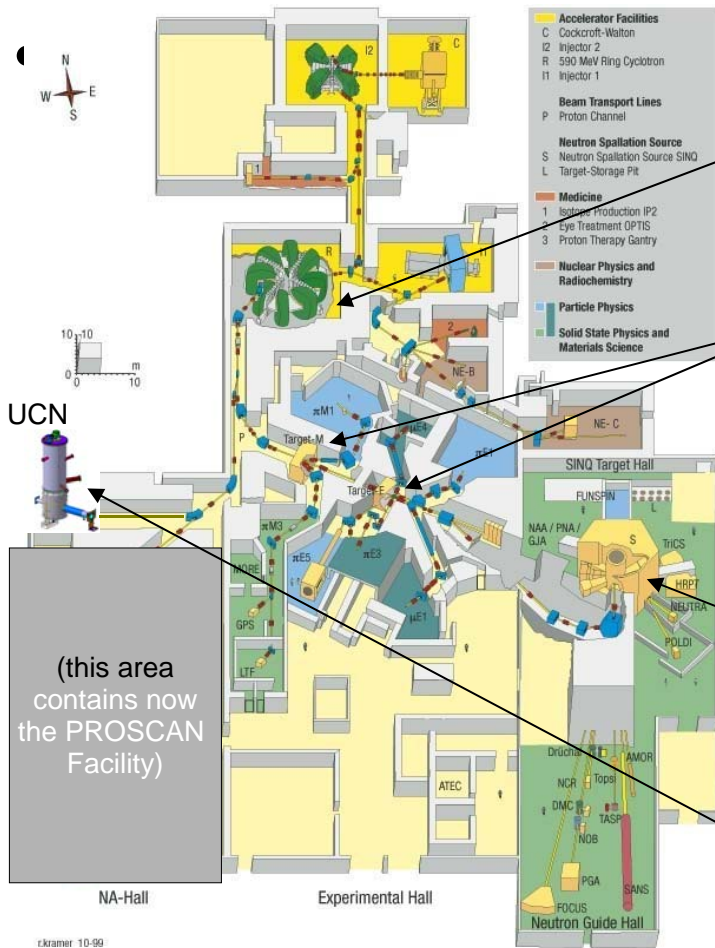 N
W E
S
I2
C
1
R
I1
2
NE-B
10 10
0
0 10
m
UCN
πM1
µE4
P
Target-M
πE1
NE- C
SINQ Target Hall
Target-E
FUNSPIN
L
πM3
NAA / PNA /
GJA
S
TriCS
πE5
πE3
MORE
HRPT
NEUTRA
GPS
µE1
POLDI
LTF
(this area
contains now
the PROSCAN
Facility)
Drüchal
AMOR
NCR
Topsi
ATEC
DMC
TASP
NOB
PGA
SANS
FOCUS
NA-Hall
Experimental Hall
Neutron Guide Hall
r.kramer 10-99
Accelerator Facilities
C Cockcroft-Walton
I2 Injector 2
R 590 MeV Ring Cyclotron
I1 Injector 1
Beam Transport Lines
P Proton Channel
Neutron Spallation Source
S Neutron Spallation Source SINQ
L Target-Storage Pit
Medicine
1 Isotope Production IP2
2 Eye Treatment OPTIS
3 Proton Therapy Gantry
Nuclear Physics and
Radiochemistry
Particle Physics
Solid State Physics and
Materials Science